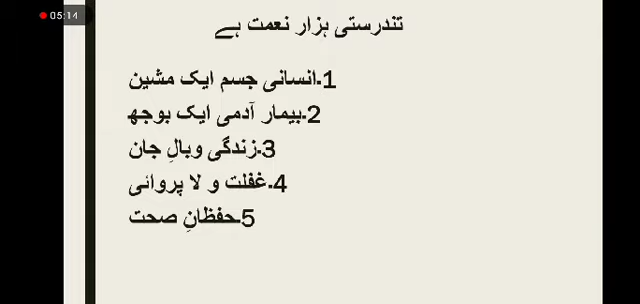 05:14
تندرستی ہزار نعمت ہے
1.انسانی جسم ایک مشین
2.بیمار آدمی ایک بوجھ
3.زندگی وبالِ جان
4.غفلت و لا پروائی
5.حفظانِ صحت